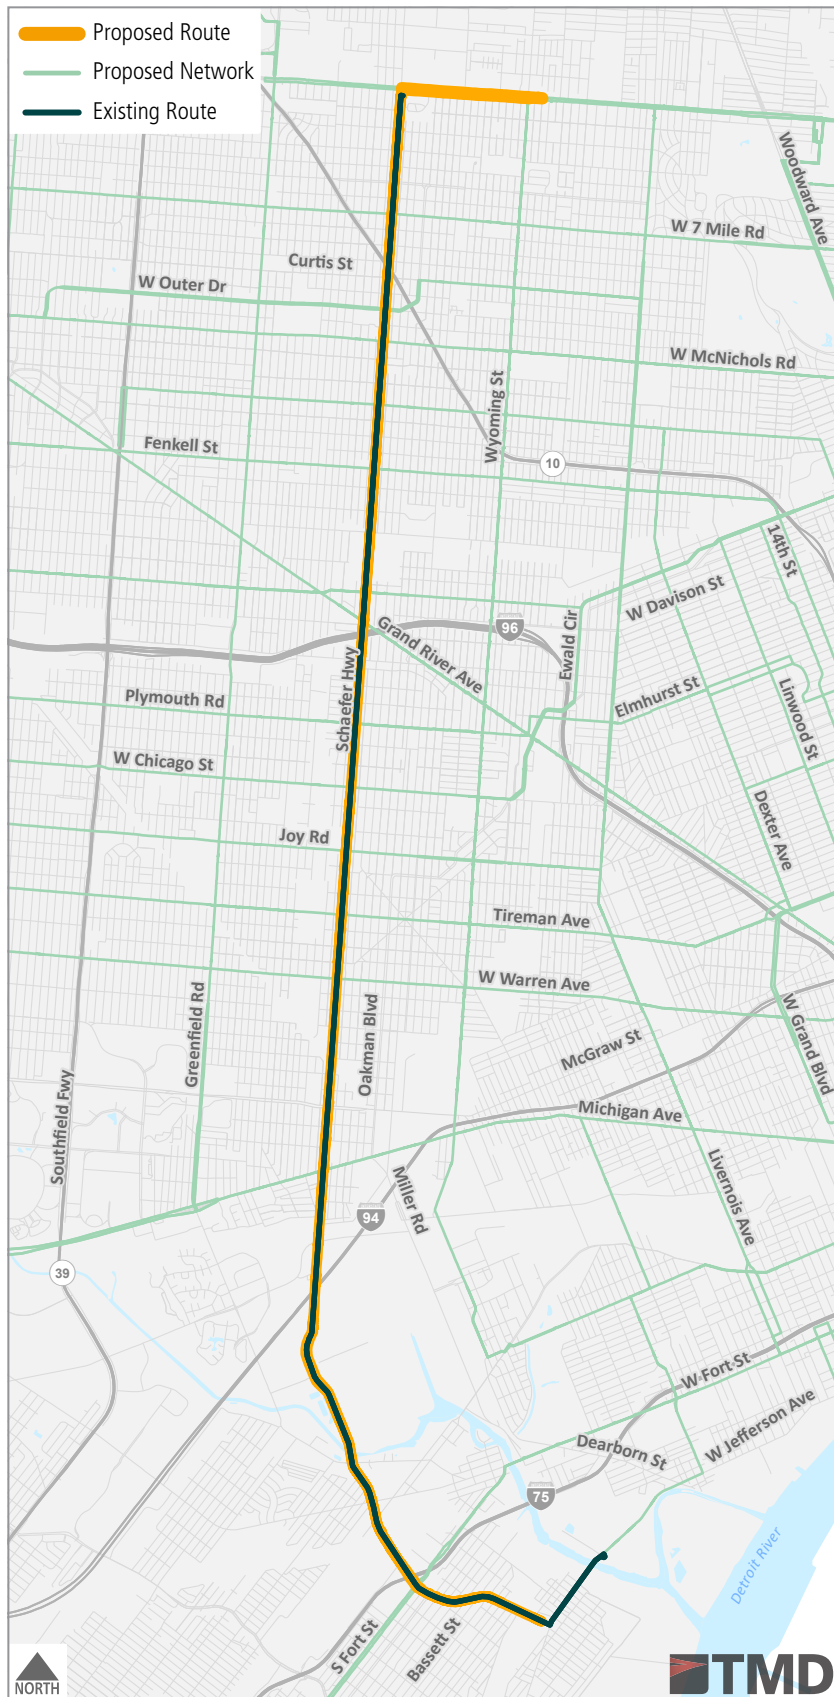 Proposed Route
Proposed Network
Existing Route
Woodward Ave
W 7 Mile Rd
Curtis St
W Outer Dr
W McNichols Rd
Wyoming St
Fenkell St
10
14th St
W Davison St
96
Grand River Ave
Ewald Cir
Schaefer Hwy
Elmhurst St
Linwood St
Plymouth Rd
W Chicago St
Dexter Ave
Joy Rd
Tireman Ave
W Warren Ave
Greenfield Rd
Oakman Blvd
W Grand Blvd
McGraw St
Southfield Fwy
Michigan Ave
Livernois Ave
Miller Rd
94
39
W Fort St
W Jefferson Ave
Dearborn St
75
Detroit River
S Fort St
Bassett St
NORTH
TMD